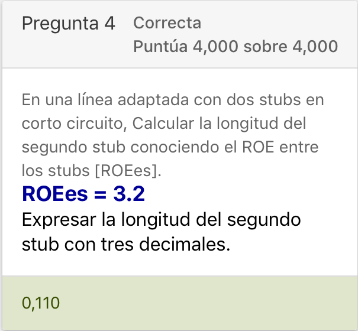 Pregunta 4
Correcta
Puntúa 4,000 sobre 4,000
En una línea adaptada con dos stubs en
corto circuito, Calcular la longitud del
segundo stub conociendo el ROE entre
los stubs [ROEes].
ROEes = 3.2
Expresar la longitud del segundo
stub con tres decimales.
0,110